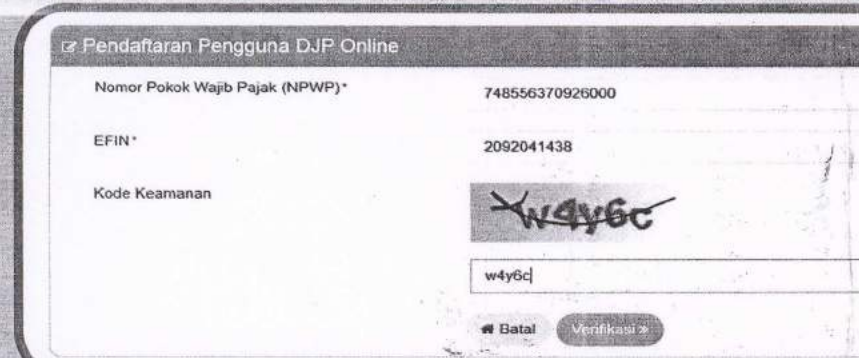 Pendaftaran Pengguna DJP Online
Nomor Pokok Wajib Pajak (NPWP)*
748556370926000
EFIN*
2092041438
Kode Keamanan
w4y6c
w4y6c
Batal
Verifikasi »